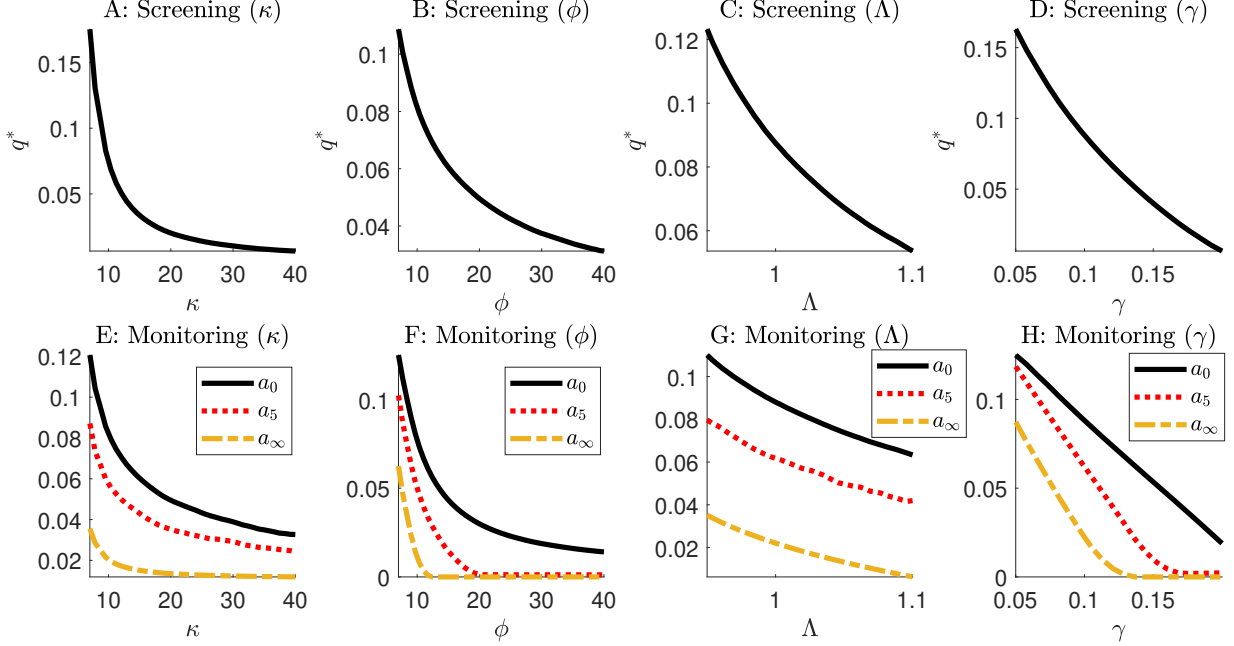 A: Screening (κ)
B: Screening (ϕ)
C: Screening (Λ)
D: Screening (γ)
0.15
0.1
0.05
q*
10 20 30 40
κ
0.1
0.08
0.06
0.04
q*
10 20 30 40
ϕ
0.12
0.1
0.08
0.06
q*
1 1.1
Λ
0.15
0.1
0.05
q*
0.05 0.1 0.15
γ
E: Monitoring (κ)
F: Monitoring (ϕ)
G: Monitoring (Λ)
H: Monitoring (γ)
0.12
0.1
0.08
0.06
0.04
0.02
a₀
a₅
a∞
10 20 30 40
κ
0.1
0.05
0
a₀
a₅
a∞
10 20 30 40
ϕ
0.1
0.08
0.06
0.04
0.02
a₀
a₅
a∞
1 1.1
Λ
0.1
0.05
0
a₀
a₅
a∞
0.05 0.1 0.15
γ